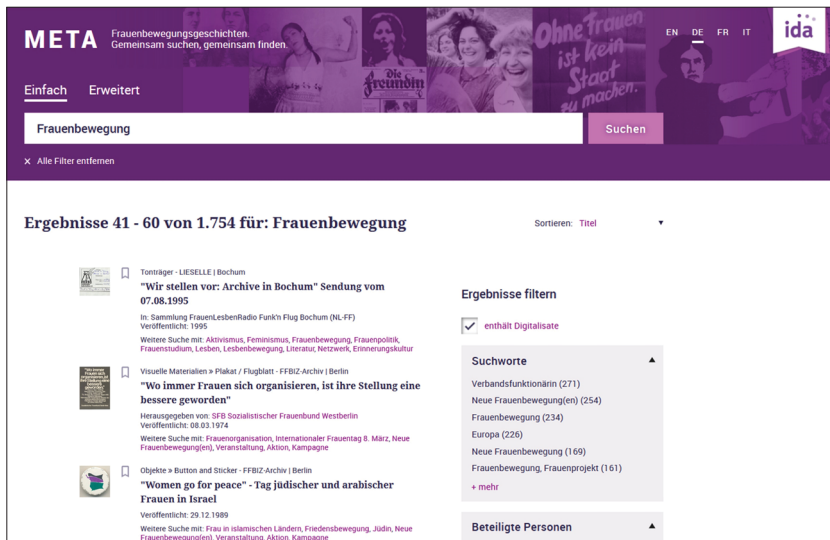 META
Frauenbewegungsgeschichten.
Gemeinsam suchen, gemeinsam finden.
Die
Freundin
Ohne Frauen
ist kein
Staat
zu machen.
EN DE FR IT
ida
Einfach Erweitert
Frauenbewegung
Suchen
x Alle Filter entfernen
Ergebnisse 41 - 60 von 1.754 für: Frauenbewegung
Sortieren: Titel
Tonträger - LIESELLE | Bochum
"Wir stellen vor: Archive in Bochum" Sendung vom
07.08.1995
In: Sammlung FrauenLesbenRadio Funk'n Flug Bochum (NL-FF)
Veröffentlicht: 1995
Weitere Suche mit: Aktivismus, Feminismus, Frauenbewegung, Frauenpolitik,
Frauenstudium, Lesben, Lesbenbewegung, Literatur, Netzwerk, Erinnerungskultur
Visuelle Materialien » Plakat / Flugblatt - FFBIZ-Archiv | Berlin
"Wo immer Frauen sich organisieren, ist ihre Stellung eine
bessere geworden"
Herausgegeben von: SFB Sozialistischer Frauenbund Westberlin
Veröffentlicht: 08.03.1974
Weitere Suche mit: Frauenorganisation, Internationaler Frauentag 8. März, Neue
Frauenbewegung(en), Veranstaltung, Aktion, Kampagne
Objekte » Button and Sticker - FFBIZ-Archiv | Berlin
"Women go for peace" - Tag jüdischer und arabischer
Frauen in Israel
Veröffentlicht: 29.12.1989
Weitere Suche mit: Frau in islamischen Ländern, Friedensbewegung, Jüdin, Neue
Frauenbewegung(en), Veranstaltung, Aktion, Kampagne
Ergebnisse filtern
enthält Digitalisate
Suchworte
Verbandsfunktionärin (271)
Neue Frauenbewegung(en) (254)
Frauenbewegung (234)
Europa (226)
Neue Frauenbewegung (169)
Frauenbewegung, Frauenprojekt (161)
+ mehr
Beteiligte Personen